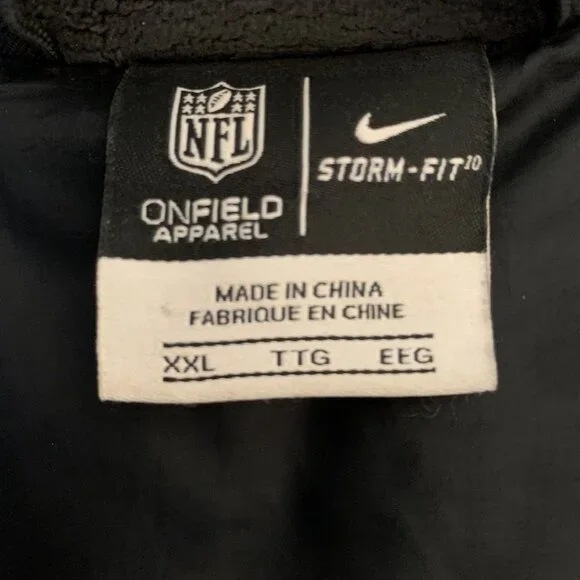 NFL
ONFIELD
APPAREL
STORM-FIT10
MADE IN CHINA
FABRIQUE EN CHINE
XXL TTG EEG